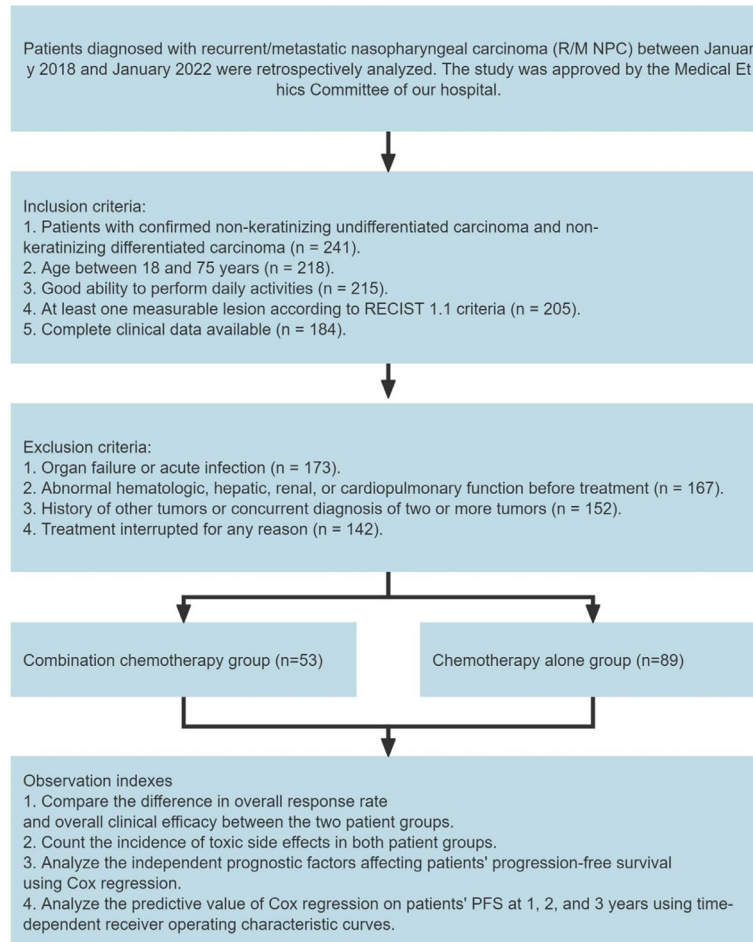 Patients diagnosed with recurrent/metastatic nasopharyngeal carcinoma (R/M NPC) between Januar
y 2018 and January 2022 were retrospectively analyzed. The study was approved by the Medical Et
hics Committee of our hospital.
Inclusion criteria:
1. Patients with confirmed non-keratinizing undifferentiated carcinoma and non-
keratinizing differentiated carcinoma (n = 241).
2. Age between 18 and 75 years (n = 218).
3. Good ability to perform daily activities (n = 215).
4. At least one measurable lesion according to RECIST 1.1 criteria (n = 205).
5. Complete clinical data available (n = 184).
Exclusion criteria:
1. Organ failure or acute infection (n = 173).
2. Abnormal hematologic, hepatic, renal, or cardiopulmonary function before treatment (n = 167).
3. History of other tumors or concurrent diagnosis of two or more tumors (n = 152).
4. Treatment interrupted for any reason (n = 142).
Combination chemotherapy group (n=53)
Chemotherapy alone group (n=89)
Observation indexes
1. Compare the difference in overall response rate
and overall clinical efficacy between the two patient groups.
2. Count the incidence of toxic side effects in both patient groups.
3. Analyze the independent prognostic factors affecting patients' progression-free survival
using Cox regression.
4. Analyze the predictive value of Cox regression on patients' PFS at 1, 2, and 3 years using time-
dependent receiver operating characteristic curves.